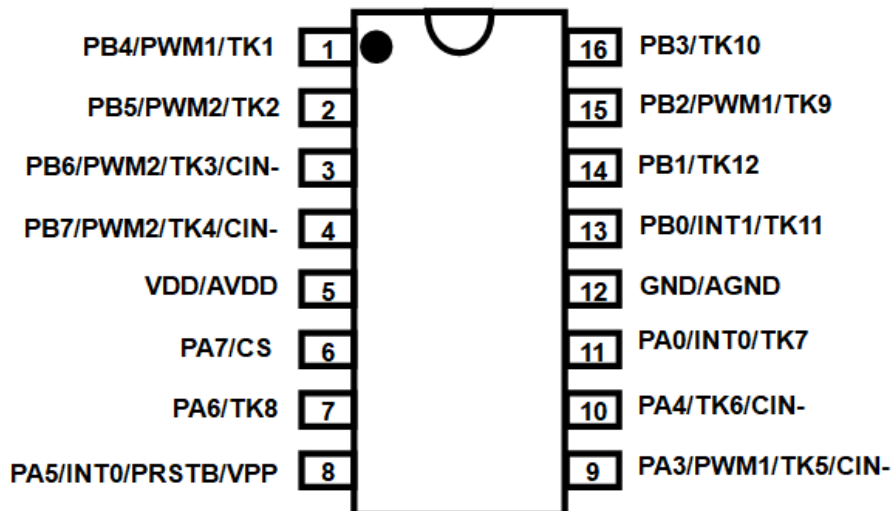 PB4/PWM1/TK1 1 16 PB3/TK10
PB5/PWM2/TK2 2 15 PB2/PWM1/TK9
PB6/PWM2/TK3/CIN- 3 14 PB1/TK12
PB7/PWM2/TK4/CIN- 4 13 PB0/INT1/TK11
VDD/AVDD 5 12 GND/AGND
PA7/CS 6 11 PA0/INT0/TK7
PA6/TK8 7 10 PA4/TK6/CIN-
PA5/INT0/PRSTB/VPP 8 9 PA3/PWM1/TK5/CIN-